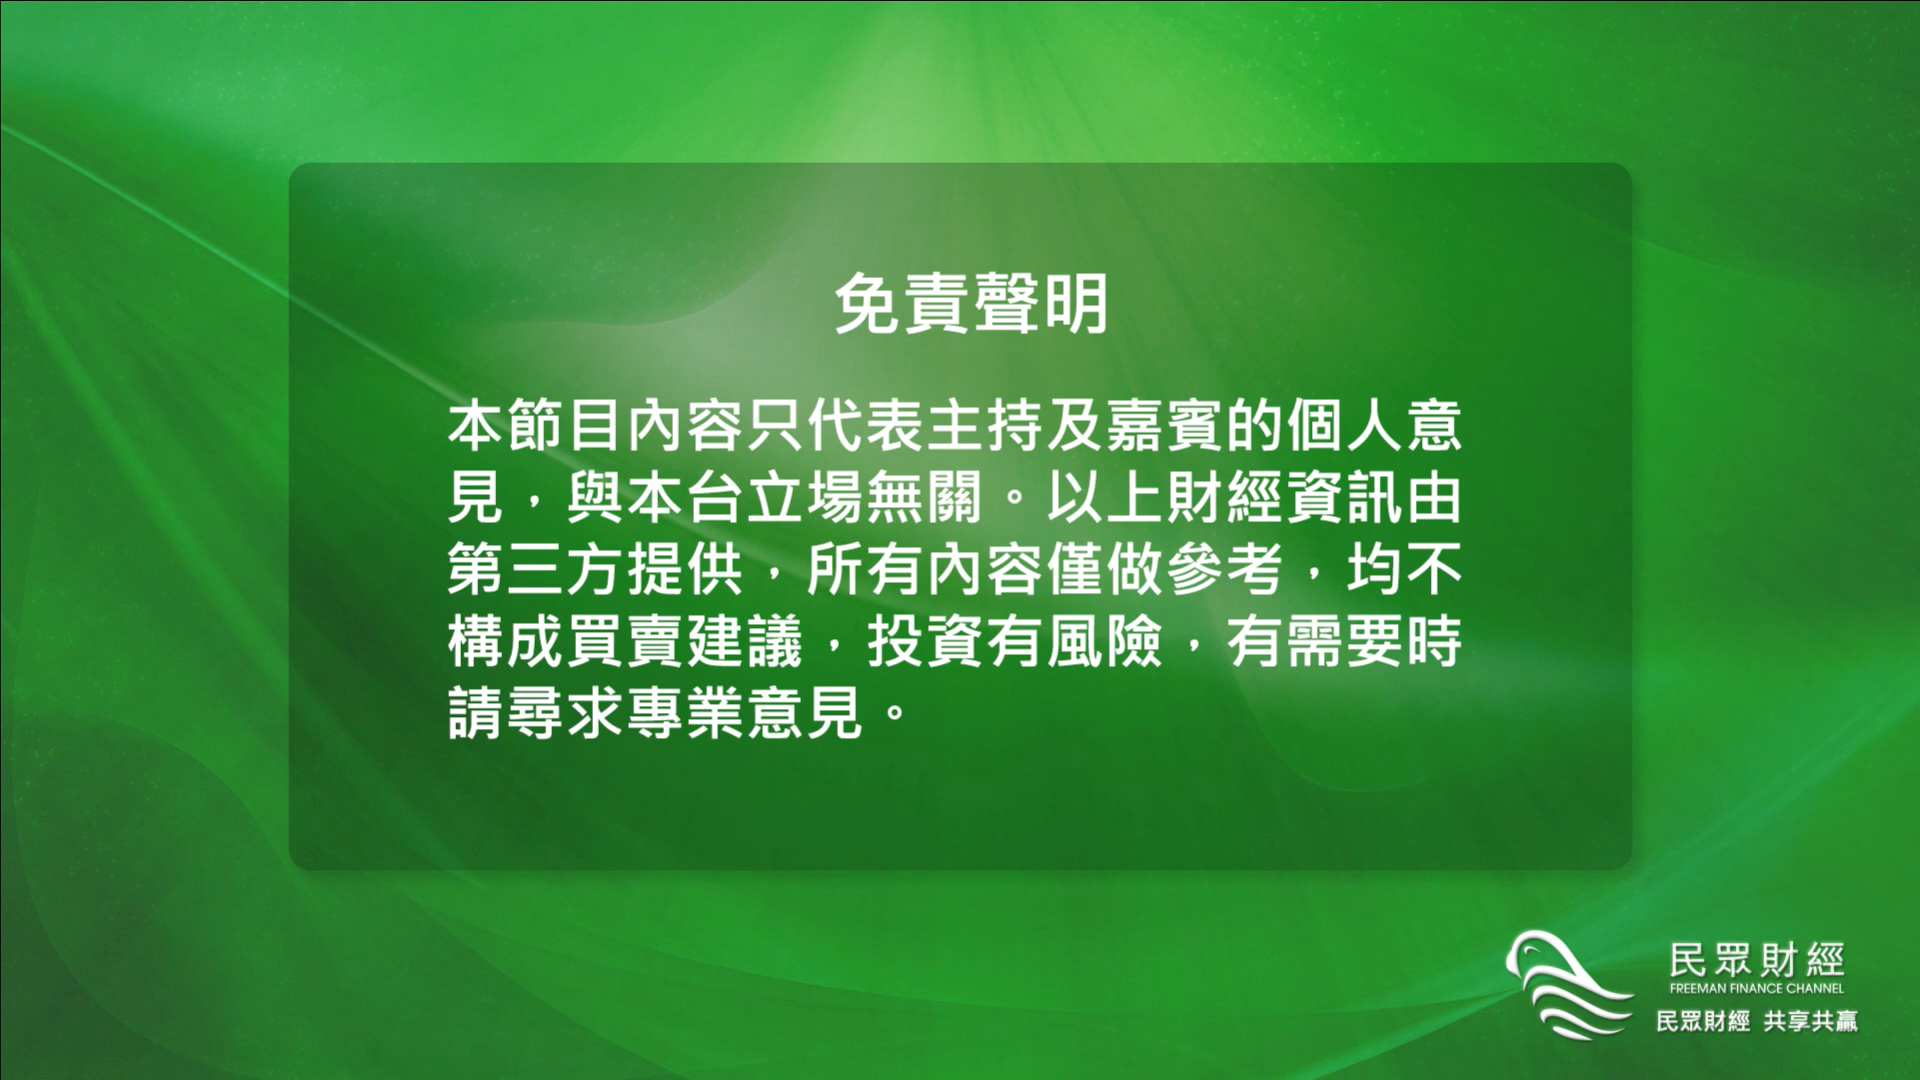 免責聲明
本節目內容只代表主持及嘉賓的個人意
見，與本台立場無關。以上財經資訊由
第三方提供，所有內容僅做參考，均不
構成買賣建議，投資有風險，有需要時
請尋求專業意見。
民眾財經
FREEMAN FINANCE CHANNEL
民眾財經 共享共贏